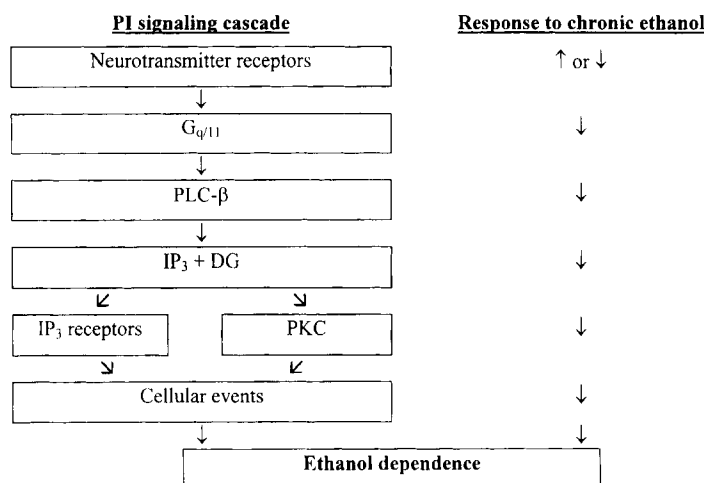 PI signaling cascade Response to chronic ethanol
Neurotransmitter receptors ↑ or ↓
↓
G_q/11 ↓
↓
PLC-β ↓
↓
IP₃ + DG ↓
↙ ↘
IP₃ receptors PKC ↓
↘ ↙
Cellular events ↓
↓ ↓
Ethanol dependence